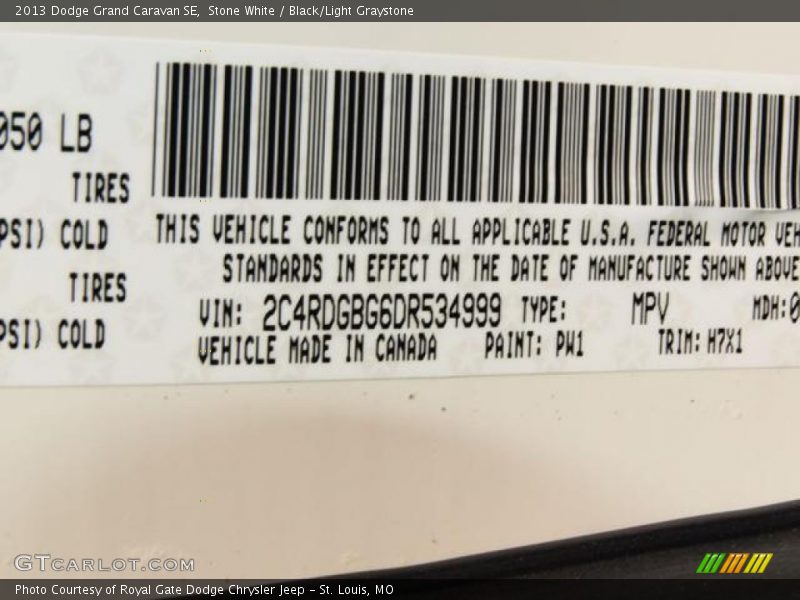 2013 Dodge Grand Caravan SE, Stone White / Black/Light Graystone
050 LB
TIRES
PSI) COLD
TIRES
PSI) COLD
THIS VEHICLE CONFORMS TO ALL APPLICABLE U.S.A. FEDERAL MOTOR VEH
STANDARDS IN EFFECT ON THE DATE OF MANUFACTURE SHOWN ABOVE
VIN: 2C4RDGBG6DR534999 TYPE: MPV MDH:0
VEHICLE MADE IN CANADA PAINT: PW1 TRIM: H7X1
GTcarlot.com
Photo Courtesy of Royal Gate Dodge Chrysler Jeep - St. Louis, MO